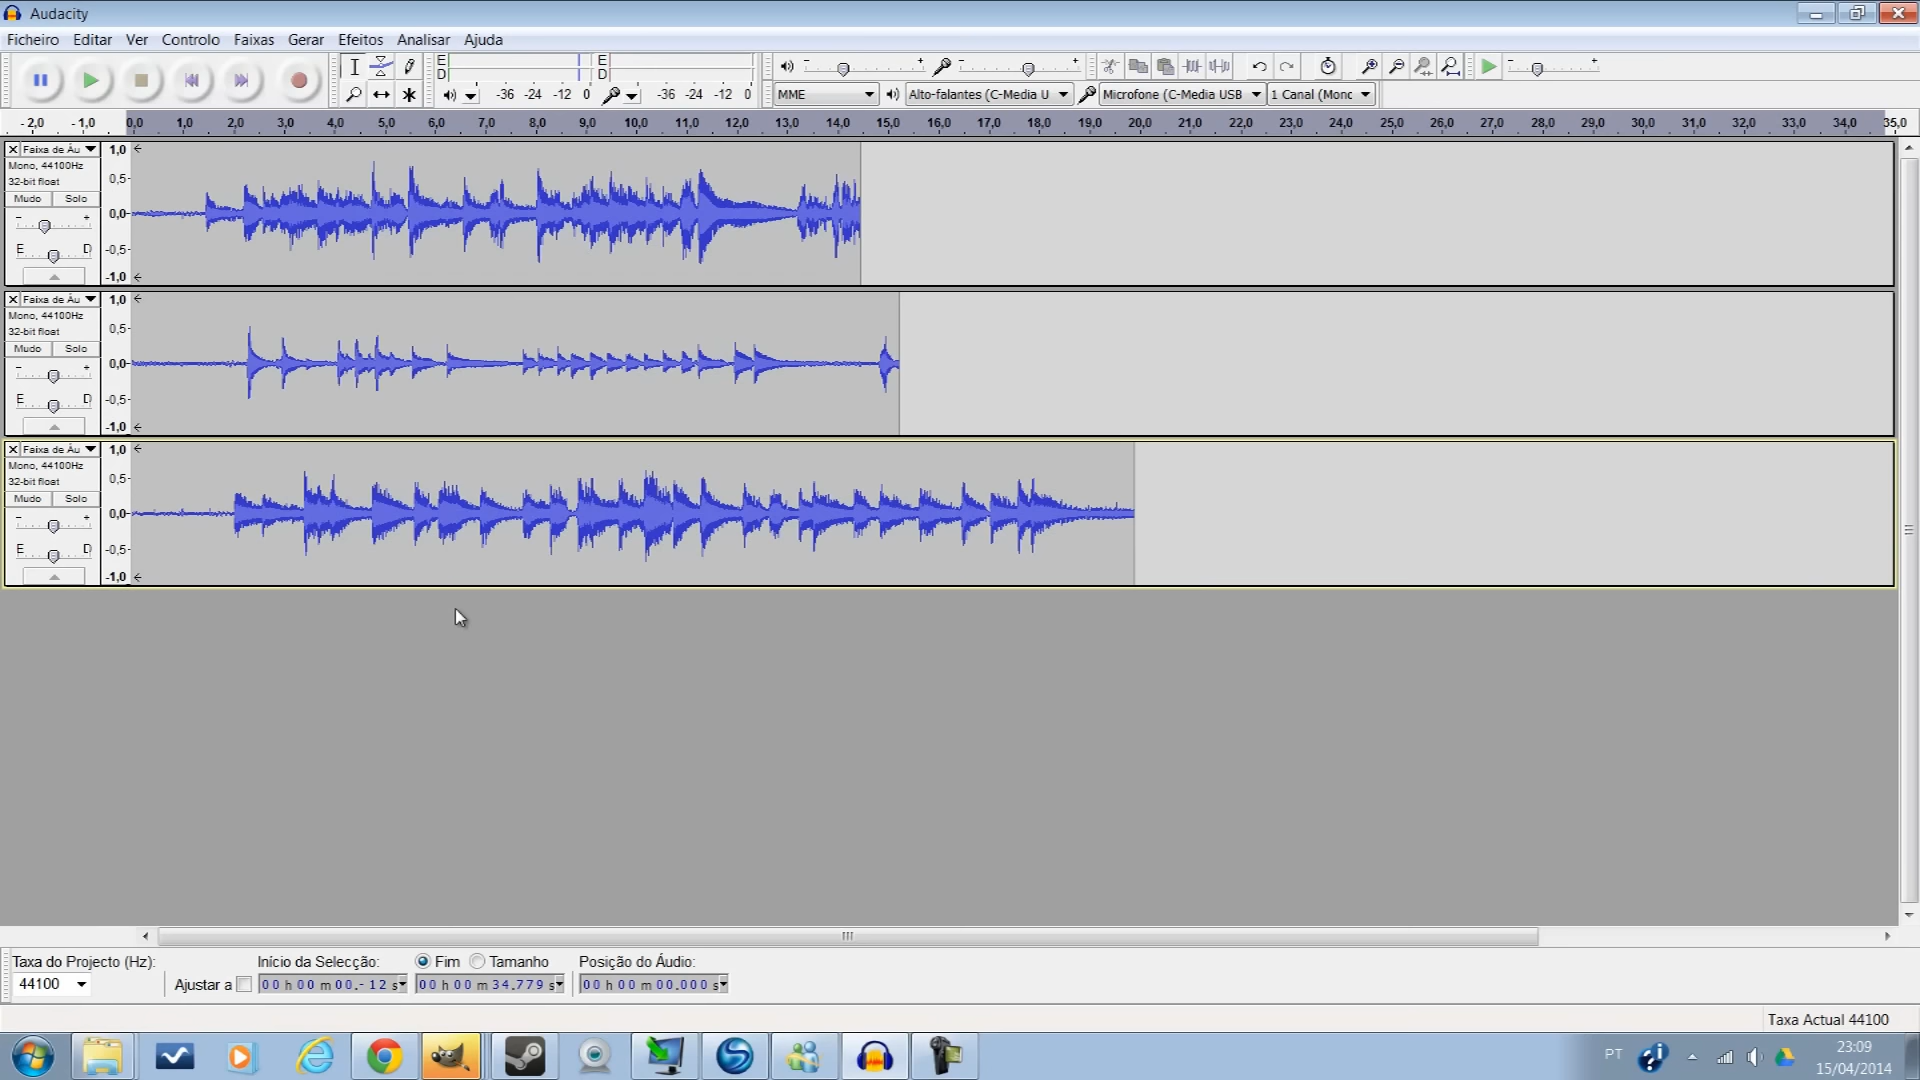 Audacity
Ficheiro Editar Ver Controlo Faixas Gerar Efeitos Analisar Ajuda
E E
D D
-36 -24 -12 0 -36 -24 -12 0
MME Alto-falantes (C-Media U Microfone (C-Media USB 1 Canal (Monc
- 2,0 - 1,0 0,0 1,0 2,0 3,0 4,0 5,0 6,0 7,0 8,0 9,0 10,0 11,0 12,0 13,0 14,0 15,0 16,0 17,0 18,0 19,0 20,0 21,0 22,0 23,0 24,0 25,0 26,0 27,0 28,0 29,0 30,0 31,0 32,0 33,0 34,0 35,0
Faixa de Áu 1,0
Mono, 44100Hz
32-bit float 0,5
Mudo Solo
- + 0,0
E D -0,5
-1,0
Faixa de Áu 1,0
Mono, 44100Hz
32-bit float 0,5
Mudo Solo
- + 0,0
E D -0,5
-1,0
Faixa de Áu 1,0
Mono, 44100Hz
32-bit float 0,5
Mudo Solo
- + 0,0
E D -0,5
-1,0
Taxa do Projecto (Hz): Início da Selecção: Fim Tamanho Posição do Áudio:
44100 Ajustar a 00 h 00 m 00.-12 s 00 h 00 m 34.779 s 00 h 00 m 00.000 s
Taxa Actual 44100
PT 23:09
15/04/2014